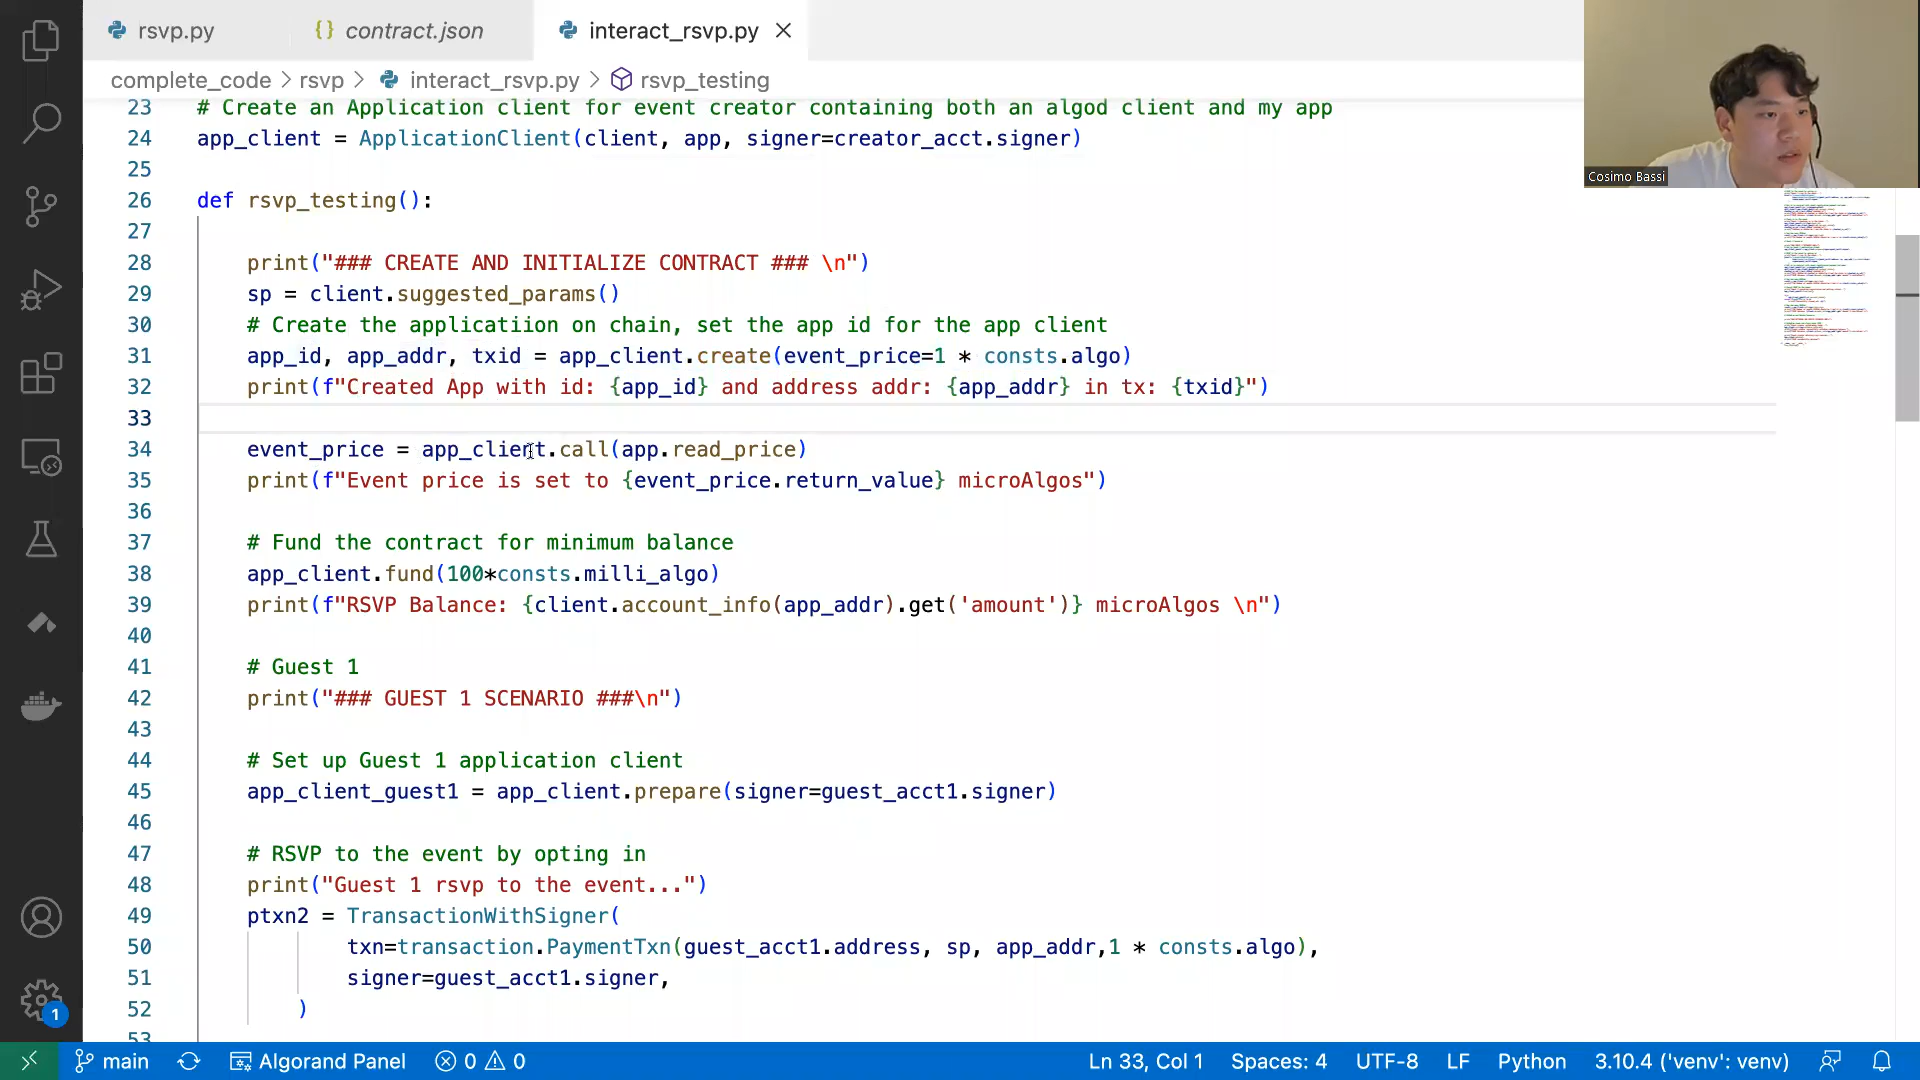 rsvp.py
contract.json
interact_rsvp.py
complete_code > rsvp > interact_rsvp.py > rsvp_testing
Cosimo Bassi
23 # Create an Application client for event creator containing both an algod client and my app
24 app_client = ApplicationClient(client, app, signer=creator_acct.signer)
25
26 def rsvp_testing():
27
28 print("### CREATE AND INITIALIZE CONTRACT ### \n")
29 sp = client.suggested_params()
30 # Create the applicatiion on chain, set the app id for the app client
31 app_id, app_addr, txid = app_client.create(event_price=1 * consts.algo)
32 print(f"Created App with id: {app_id} and address addr: {app_addr} in tx: {txid}")
33
34 event_price = app_client.call(app.read_price)
35 print(f"Event price is set to {event_price.return_value} microAlgos")
36
37 # Fund the contract for minimum balance
38 app_client.fund(100*consts.milli_algo)
39 print(f"RSVP Balance: {client.account_info(app_addr).get('amount')} microAlgos \n")
40
41 # Guest 1
42 print("### GUEST 1 SCENARIO ###\n")
43
44 # Set up Guest 1 application client
45 app_client_guest1 = app_client.prepare(signer=guest_acct1.signer)
46
47 # RSVP to the event by opting in
48 print("Guest 1 rsvp to the event...")
49 ptxn2 = TransactionWithSigner(
50 txn=transaction.PaymentTxn(guest_acct1.address, sp, app_addr,1 * consts.algo),
51 signer=guest_acct1.signer,
52 )
53
1
main Algorand Panel 0 0 Ln 33, Col 1 Spaces: 4 UTF-8 LF Python 3.10.4 ('venv': venv)